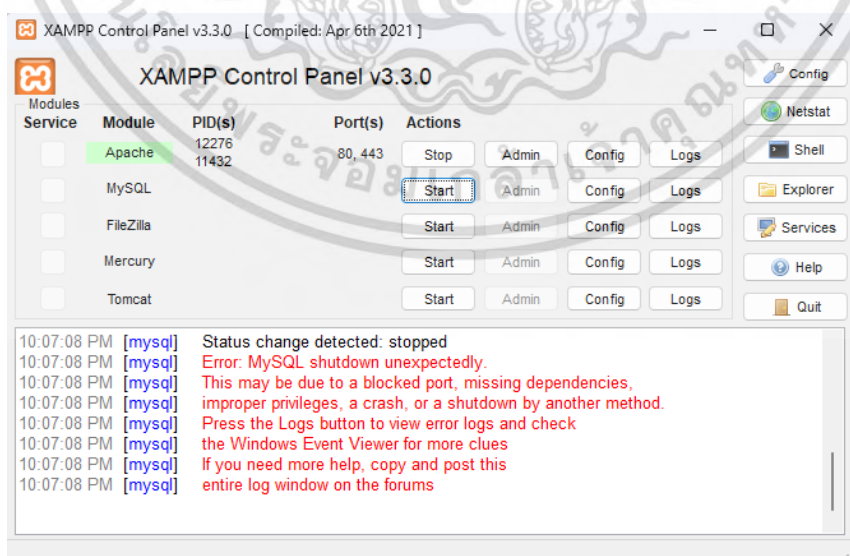 XAMPP Control Panel v3.3.0 [ Compiled: Apr 6th 2021 ]
XAMPP Control Panel v3.3.0
Config
Modules
Service Module PID(s) Port(s) Actions
Netstat
Apache 12276 11432 80, 443 Stop Admin Config Logs
Shell
MySQL Start Admin Config Logs
Explorer
FileZilla Start Admin Config Logs
Services
Mercury Start Admin Config Logs
Help
Tomcat Start Admin Config Logs
Quit
10:07:08 PM [mysql] Status change detected: stopped
10:07:08 PM [mysql] Error: MySQL shutdown unexpectedly.
10:07:08 PM [mysql] This may be due to a blocked port, missing dependencies,
10:07:08 PM [mysql] improper privileges, a crash, or a shutdown by another method.
10:07:08 PM [mysql] Press the Logs button to view error logs and check
10:07:08 PM [mysql] the Windows Event Viewer for more clues
10:07:08 PM [mysql] If you need more help, copy and post this
10:07:08 PM [mysql] entire log window on the forums